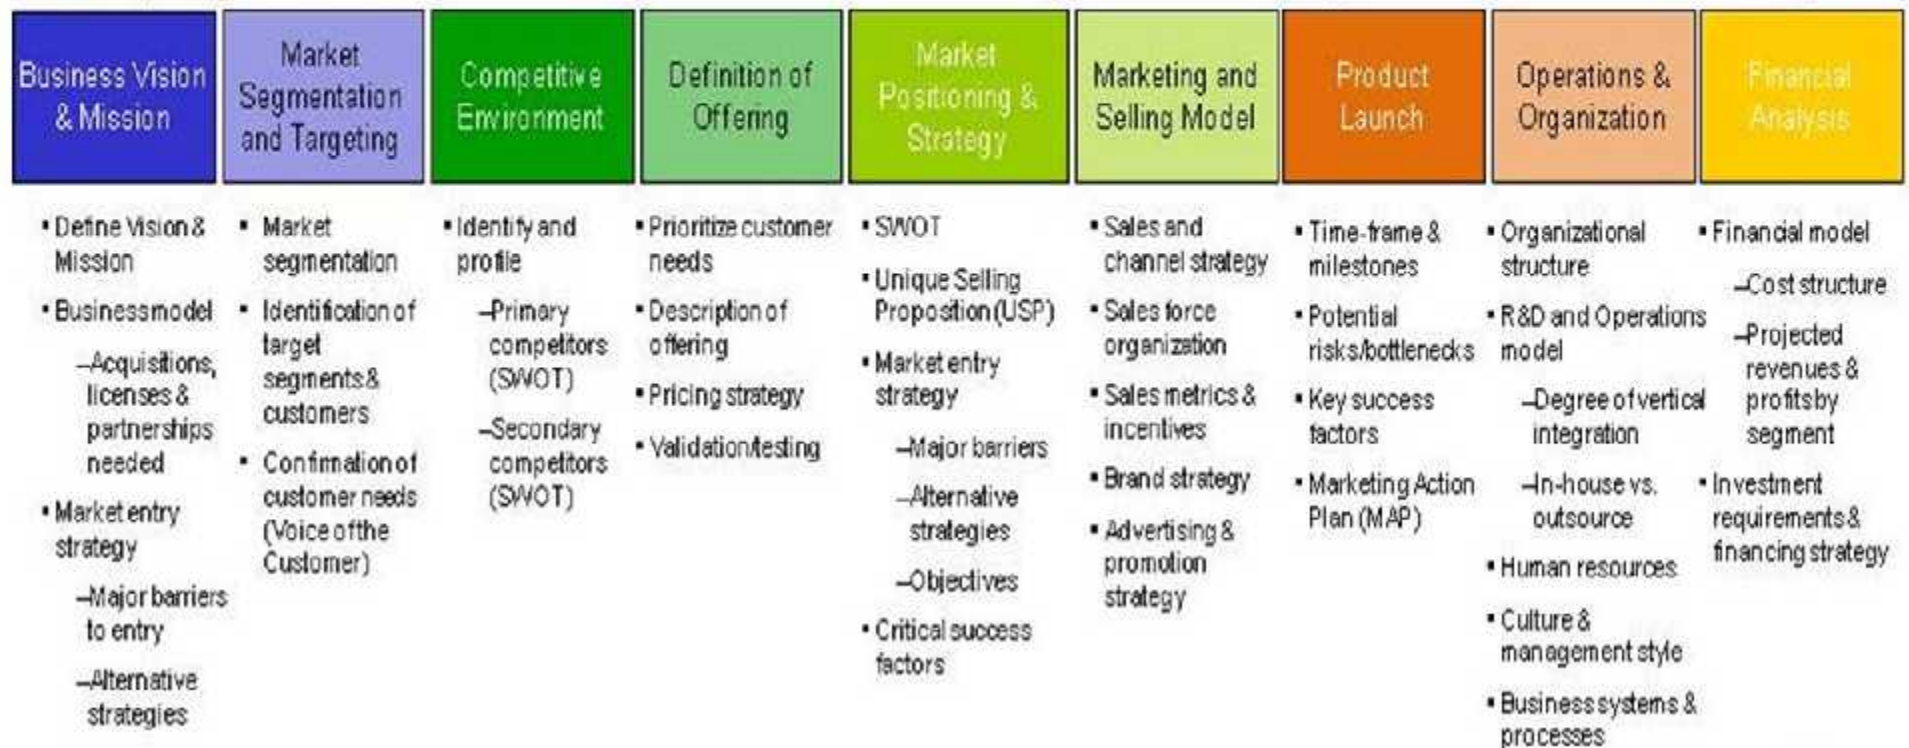 Business Vision
& Mission
Market
Segmentation
and Targeting
Competitive
Environment
Definition of
Offering
Market
Positioning &
Strategy
Marketing and
Selling Model
Product
Launch
Operations &
Organization
Financial
Analysis
▪ Define Vision &
Mission
▪ Business model
–Acquisitions,
licenses &
partnerships
needed
▪ Market entry
strategy
–Major barriers
to entry
–Alternative
strategies
▪ Market
segmentation
▪ Identification of
target
segments &
customers
▪ Confirmation of
customer needs
(Voice of the
Customer)
▪ Identify and
profile
–Primary
competitors
(SWOT)
–Secondary
competitors
(SWOT)
▪ Prioritize customer
needs
▪ Description of
offering
▪ Pricing strategy
▪ Validation/testing
▪ SWOT
▪ Unique Selling
Proposition (USP)
▪ Market entry
strategy
–Major barriers
–Alternative
strategies
–Objectives
▪ Critical success
factors
▪ Sales and
channel strategy
▪ Sales force
organization
▪ Sales metrics &
incentives
▪ Brand strategy
▪ Advertising &
promotion
strategy
▪ Time-frame &
milestones
▪ Potential
risks/bottlenecks
▪ Key success
factors
▪ Marketing Action
Plan (MAP)
▪ Organizational
structure
▪ R&D and Operations
model
–Degree of vertical
integration
–In-house vs.
outsource
▪ Human resources
▪ Culture &
management style
▪ Business systems &
processes
▪ Financial model
–Cost structure
–Projected
revenues &
profits by
segment
▪ Investment
requirements &
financing strategy